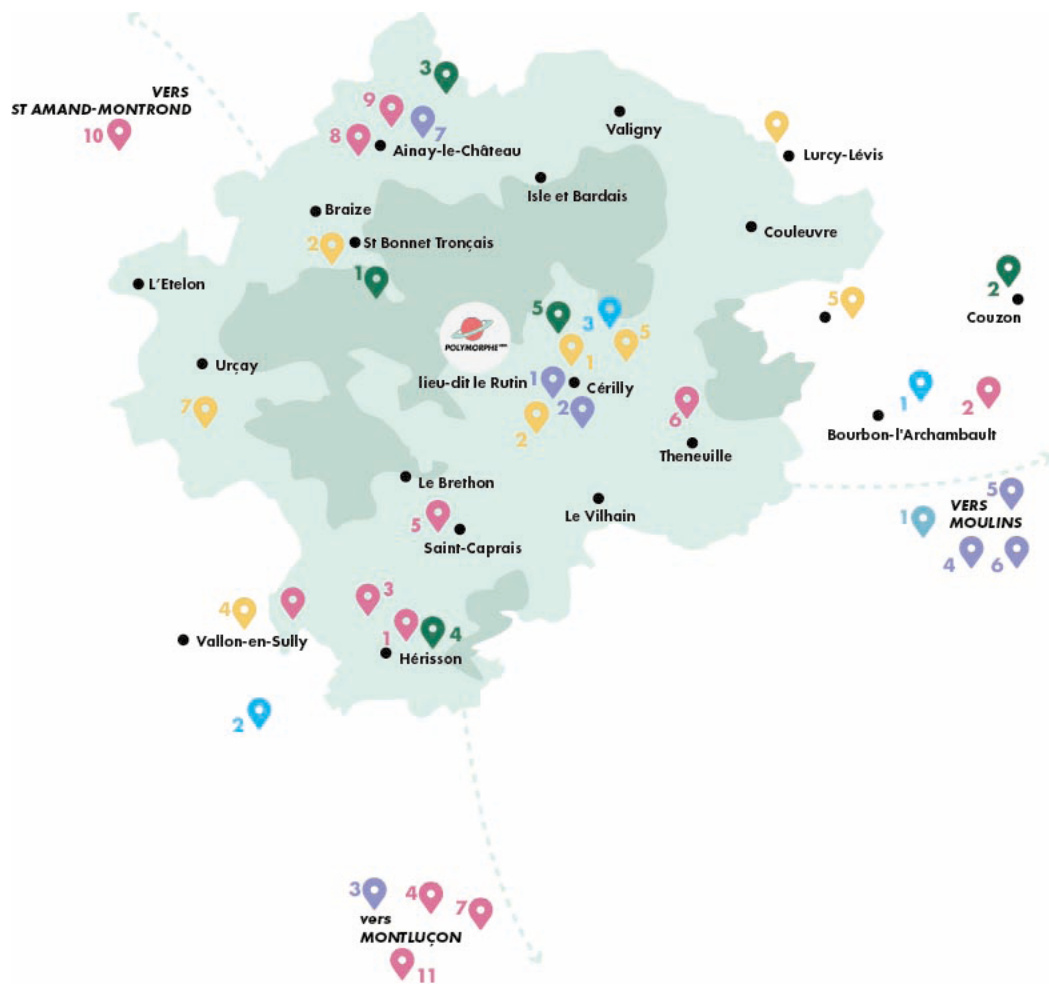 3
VERS
ST AMAND-MONTROND
10
9
8
7
Ainay-le-Château
Valigny
Lurcy-Lévis
Isle et Bardais
Braize
2
St Bonnet Tronçais
Couleuvre
1
L'Etelon
2
Couzon
5
5
3
5
1
POLYMORPHE
lieu-dit le Rutin
1
Cérilly
2
2
Urçay
7
6
Theneuille
1
2
Bourbon-l'Archambault
Le Brethon
5
Saint-Caprais
Le Vilhain
1
5
VERS
MOULINS
4
6
4
3
1
4
Vallon-en-Sully
Hérisson
2
3
4
7
vers
MONTLUÇON
11